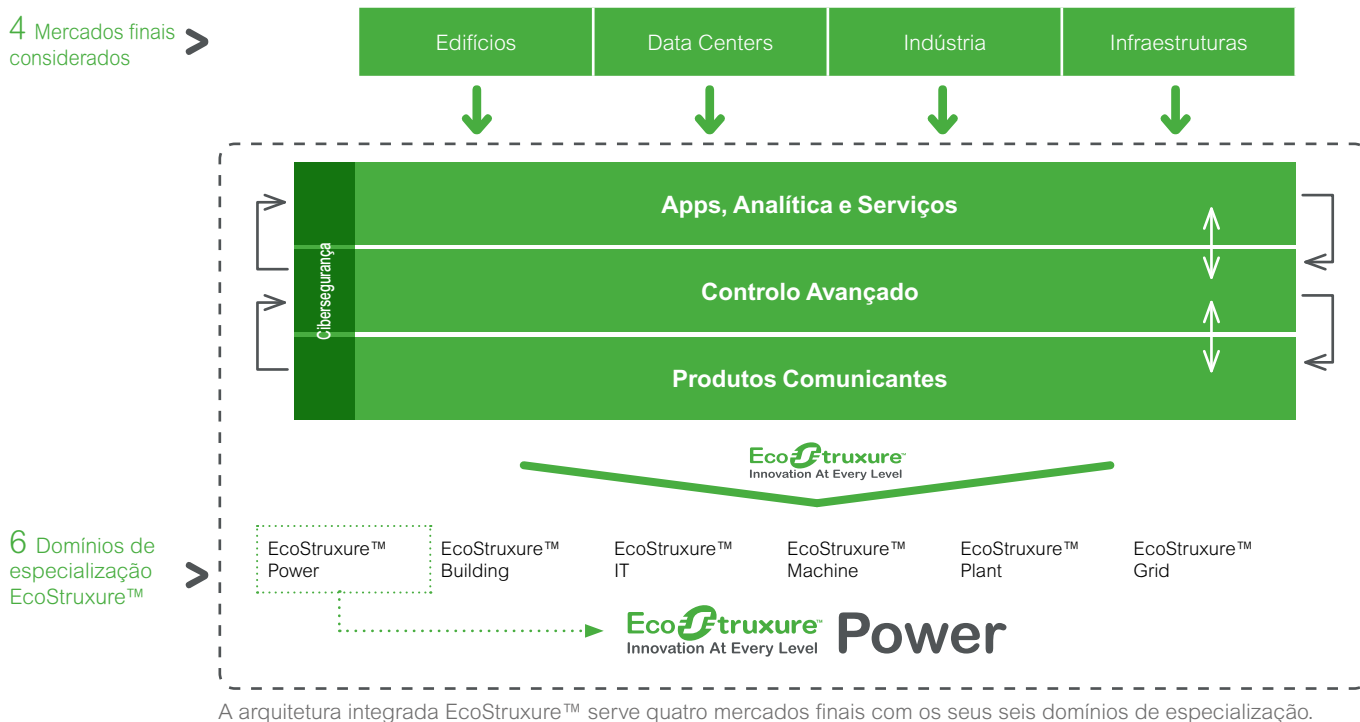 4 Mercados finais
considerados
Edifícios
Data Centers
Indústria
Infraestruturas
Cibersegurança
Apps, Analítica e Serviços
Controlo Avançado
Produtos Comunicantes
EcoStruxure™
Innovation At Every Level
6 Domínios de
especialização
EcoStruxure™
EcoStruxure™
Power
EcoStruxure™
Building
EcoStruxure™
IT
EcoStruxure™
Machine
EcoStruxure™
Plant
EcoStruxure™
Grid
EcoStruxure™ Power
Innovation At Every Level
A arquitetura integrada EcoStruxure™ serve quatro mercados finais com os seus seis domínios de especialização.